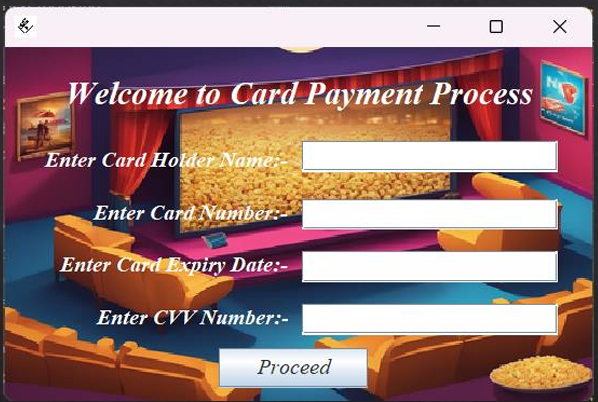 Welcome to Card Payment Process
Enter Card Holder Name:-
Enter Card Number:-
Enter Card Expiry Date:-
Enter CVV Number:-
Proceed